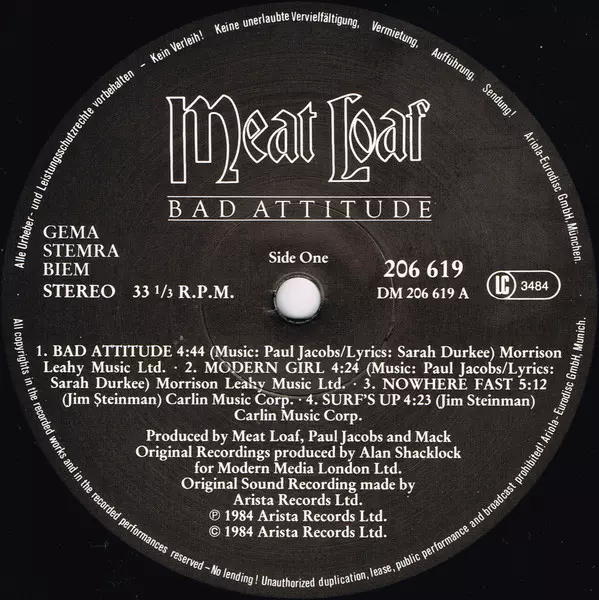 Alle Urheber- und Leistungsschutzrechte vorbehalten – Kein Verleih! Keine unerlaubte Vervielfältigung, Vermietung, Aufführung, Sendung! Ariola-Eurodisc GmbH, München.
Meat Loaf
BAD ATTITUDE
GEMA
STEMRA
BIEM
STEREO 33 1/3 R.P.M.
Side One
206 619
DM 206 619 A
LC 3484
1. BAD ATTITUDE 4:44 (Music: Paul Jacobs/Lyrics: Sarah Durkee) Morrison
Leahy Music Ltd. · 2. MODERN GIRL 4:24 (Music: Paul Jacobs/Lyrics:
Sarah Durkee) Morrison Leahy Music Ltd. · 3. NOWHERE FAST 5:12
(Jim Steinman) Carlin Music Corp. · 4. SURF'S UP 4:23 (Jim Steinman)
Carlin Music Corp.
Produced by Meat Loaf, Paul Jacobs and Mack
Original Recordings produced by Alan Shacklock
for Modern Media London Ltd.
Original Sound Recording made by
Arista Records Ltd.
℗ 1984 Arista Records Ltd.
© 1984 Arista Records Ltd.
All copyrights in the recorded works and in the recorded performances reserved – No lending! Unauthorized duplication, lease, public performance and broadcast prohibited! Ariola-Eurodisc GmbH, Munich.